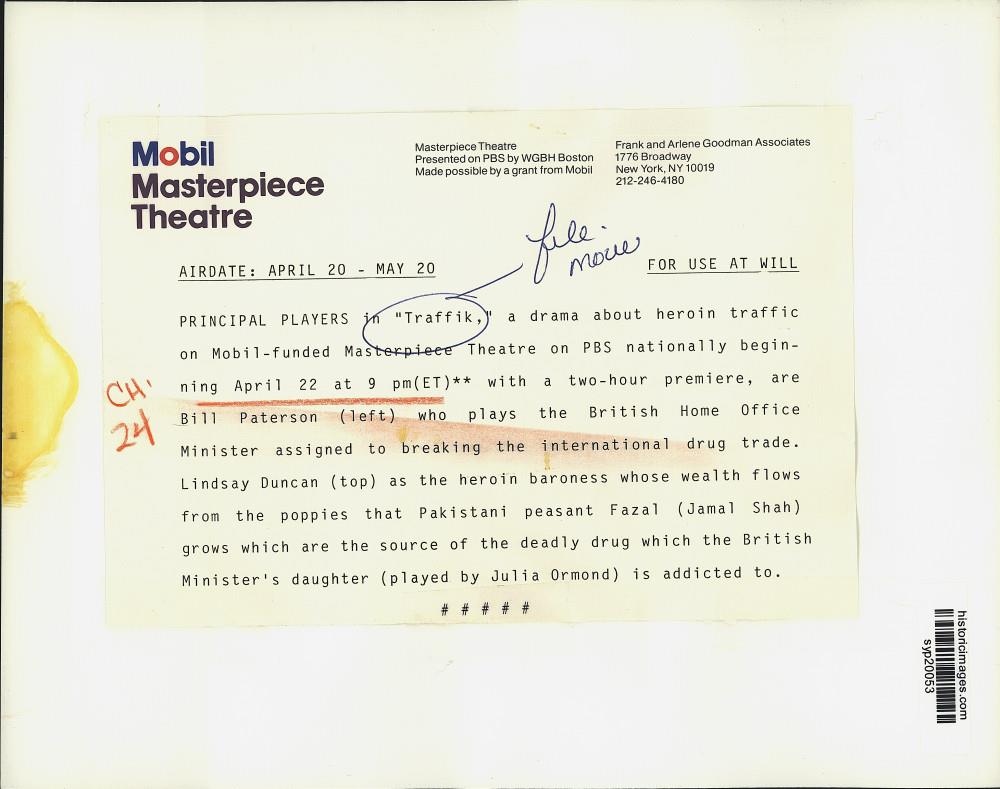 Mobil
Masterpiece
Theatre
Masterpiece Theatre
Presented on PBS by WGBH Boston
Made possible by a grant from Mobil
Frank and Arlene Goodman Associates
1776 Broadway
New York, NY 10019
212-246-4180
file.
movie
AIRDATE: APRIL 20 - MAY 20
FOR USE AT WILL
PRINCIPAL PLAYERS in "Traffik," a drama about heroin traffic
on Mobil-funded Masterpiece Theatre on PBS nationally begin-
ning April 22 at 9 pm(ET)** with a two-hour premiere, are
Bill Paterson (left) who plays the British Home Office
Minister assigned to breaking the international drug trade.
Lindsay Duncan (top) as the heroin baroness whose wealth flows
from the poppies that Pakistani peasant Fazal (Jamal Shah)
grows which are the source of the deadly drug which the British
Minister's daughter (played by Julia Ormond) is addicted to.
# # # # #
CH.
24
historicimages.com
syp20053